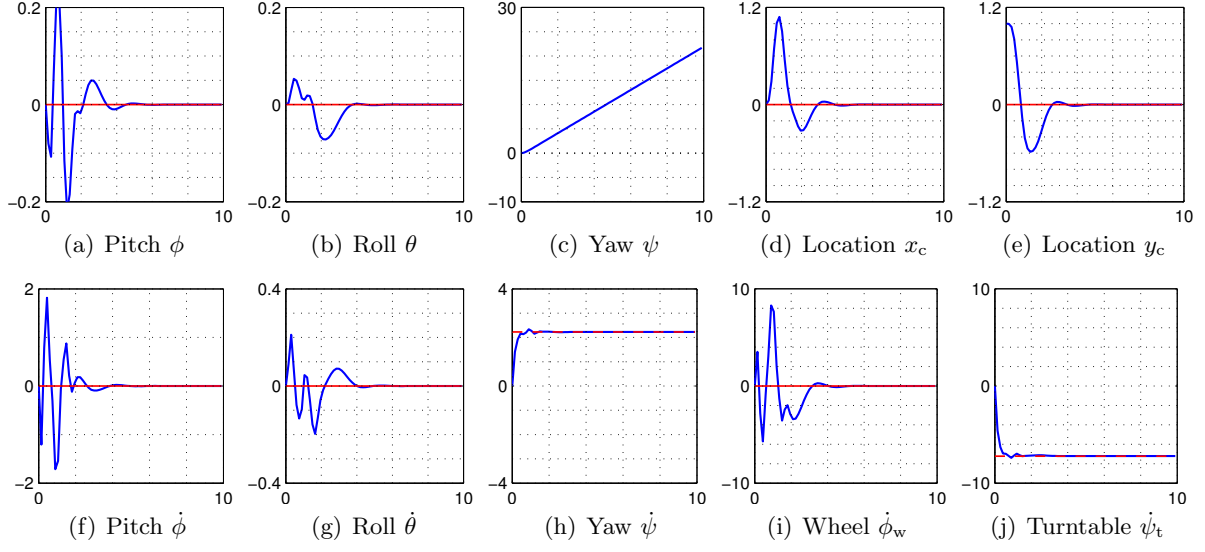 0.2 0.2 30 1.2 1.2
0 0 0 0 0
−0.2 −0.2 −10 −1.2 −1.2
0 10 0 10 0 10 0 10 0 10
(a) Pitch ϕ (b) Roll θ (c) Yaw ψ (d) Location x_c (e) Location y_c
2 0.4 4 10 10
0 0 0 0 0
−2 −0.4 −4 −10 −10
0 10 0 10 0 10 0 10 0 10
(f) Pitch ϕ̇ (g) Roll θ̇ (h) Yaw ψ̇ (i) Wheel ϕ̇_w (j) Turntable ψ̇_t